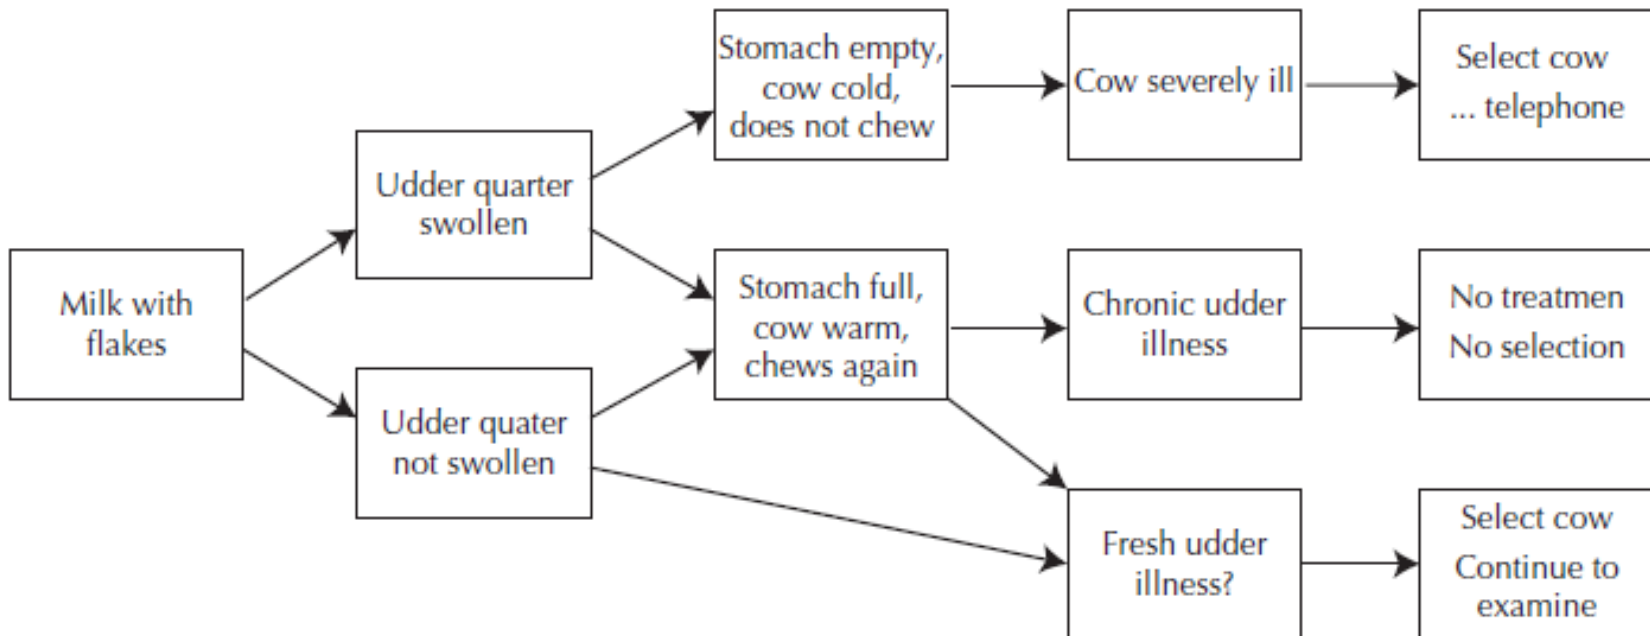 Milk with
flakes
Udder quarter
swollen
Udder quater
not swollen
Stomach empty,
cow cold,
does not chew
Stomach full,
cow warm,
chews again
Cow severely ill
Chronic udder
illness
Fresh udder
illness?
Select cow
... telephone
No treatmen
No selection
Select cow
Continue to
examine